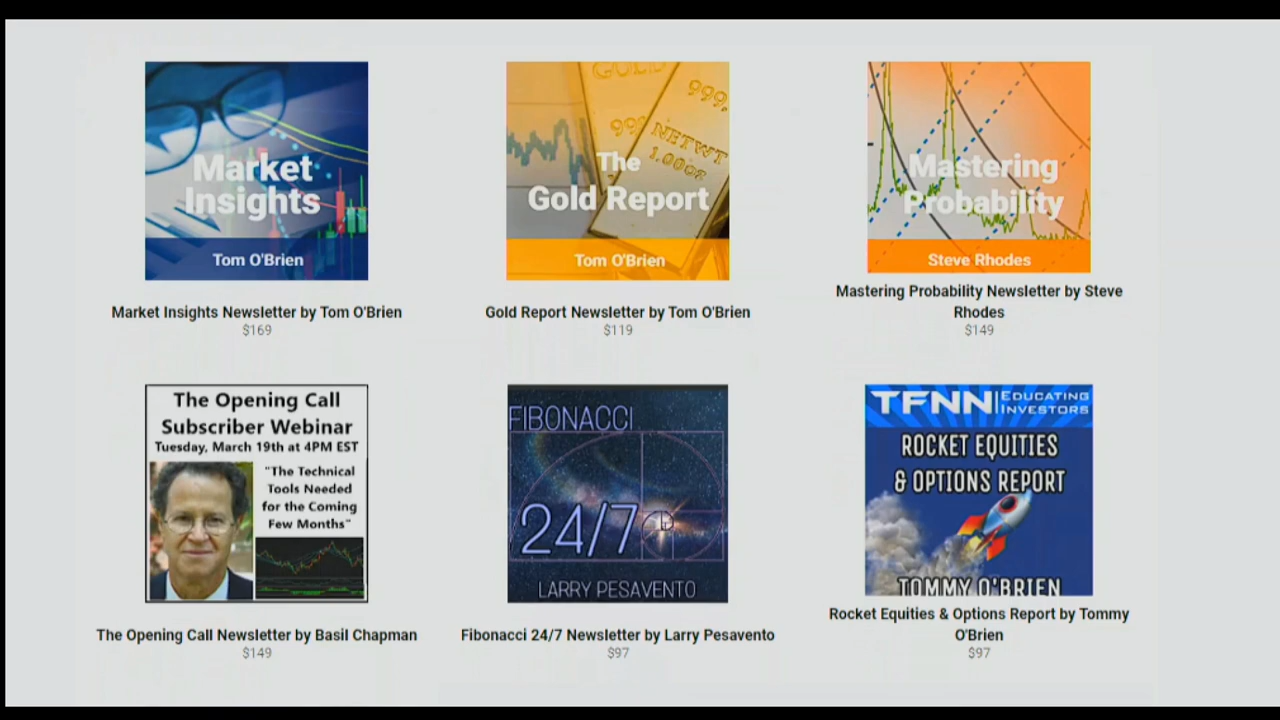 Market
Insights
Tom O'Brien
Market Insights Newsletter by Tom O'Brien
$169
GOLD
999,
999
NETWT
1.00oz
The
Gold Report
Tom O'Brien
Gold Report Newsletter by Tom O'Brien
$119
Mastering
Probability
Steve Rhodes
Mastering Probability Newsletter by Steve
Rhodes
$149
The Opening Call
Subscriber Webinar
Tuesday, March 19th at 4PM EST
"The Technical
Tools Needed
for the Coming
Few Months"
The Opening Call Newsletter by Basil Chapman
$149
FIBONACCI
24/7
LARRY PESAVENTO
Fibonacci 24/7 Newsletter by Larry Pesavento
$97
TFNN EDUCATING
INVESTORS
ROCKET EQUITIES
& OPTIONS REPORT
TOMMY O'BRIEN
Rocket Equities & Options Report by Tommy
O'Brien
$97